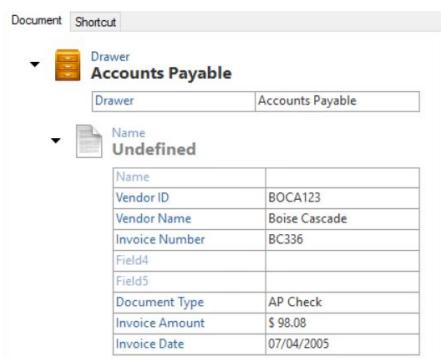 Document Shortcut
Drawer
Accounts Payable
Drawer Accounts Payable
Name
Undefined
Name
Vendor ID BOCA123
Vendor Name Boise Cascade
Invoice Number BC336
Field4
Field5
Document Type AP Check
Invoice Amount $ 98.08
Invoice Date 07/04/2005